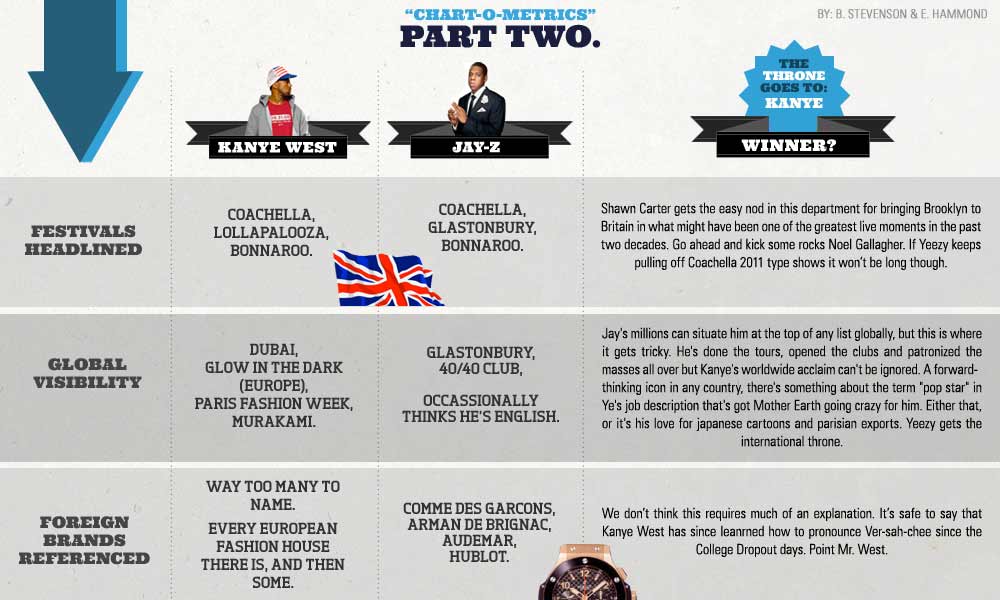 “CHART-O-METRICS”
PART TWO.
BY: B. STEVENSON & E. HAMMOND
THE
THRONE
GOES TO:
KANYE
KANYE WEST
JAY-Z
WINNER?
FESTIVALS
HEADLINED
COACHELLA,
LOLLAPALOOZA,
BONNAROO.
COACHELLA,
GLASTONBURY,
BONNAROO.
Shawn Carter gets the easy nod in this department for bringing Brooklyn to
Britain in what might have been one of the greatest live moments in the past
two decades. Go ahead and kick some rocks Noel Gallagher. If Yeezy keeps
pulling off Coachella 2011 type shows it won’t be long though.
GLOBAL
VISIBILITY
DUBAI,
GLOW IN THE DARK
(EUROPE),
PARIS FASHION WEEK,
MURAKAMI.
GLASTONBURY,
40/40 CLUB,
OCCASSIONALLY
THINKS HE'S ENGLISH.
Jay's millions can situate him at the top of any list globally, but this is where
it gets tricky. He's done the tours, opened the clubs and patronized the
masses all over but Kanye's worldwide acclaim can't be ignored. A forward-
thinking icon in any country, there's something about the term "pop star" in
Ye's job description that's got Mother Earth going crazy for him. Either that,
or it's his love for japanese cartoons and parisian exports. Yeezy gets the
international throne.
FOREIGN
BRANDS
REFERENCED
WAY TOO MANY TO
NAME.
EVERY EUROPEAN
FASHION HOUSE
THERE IS, AND THEN
SOME.
COMME DES GARCONS,
ARMAN DE BRIGNAC,
AUDEMAR,
HUBLOT.
We don’t think this requires much of an explanation. It’s safe to say that
Kanye West has since leanrned how to pronounce Ver-sah-chee since the
College Dropout days. Point Mr. West.